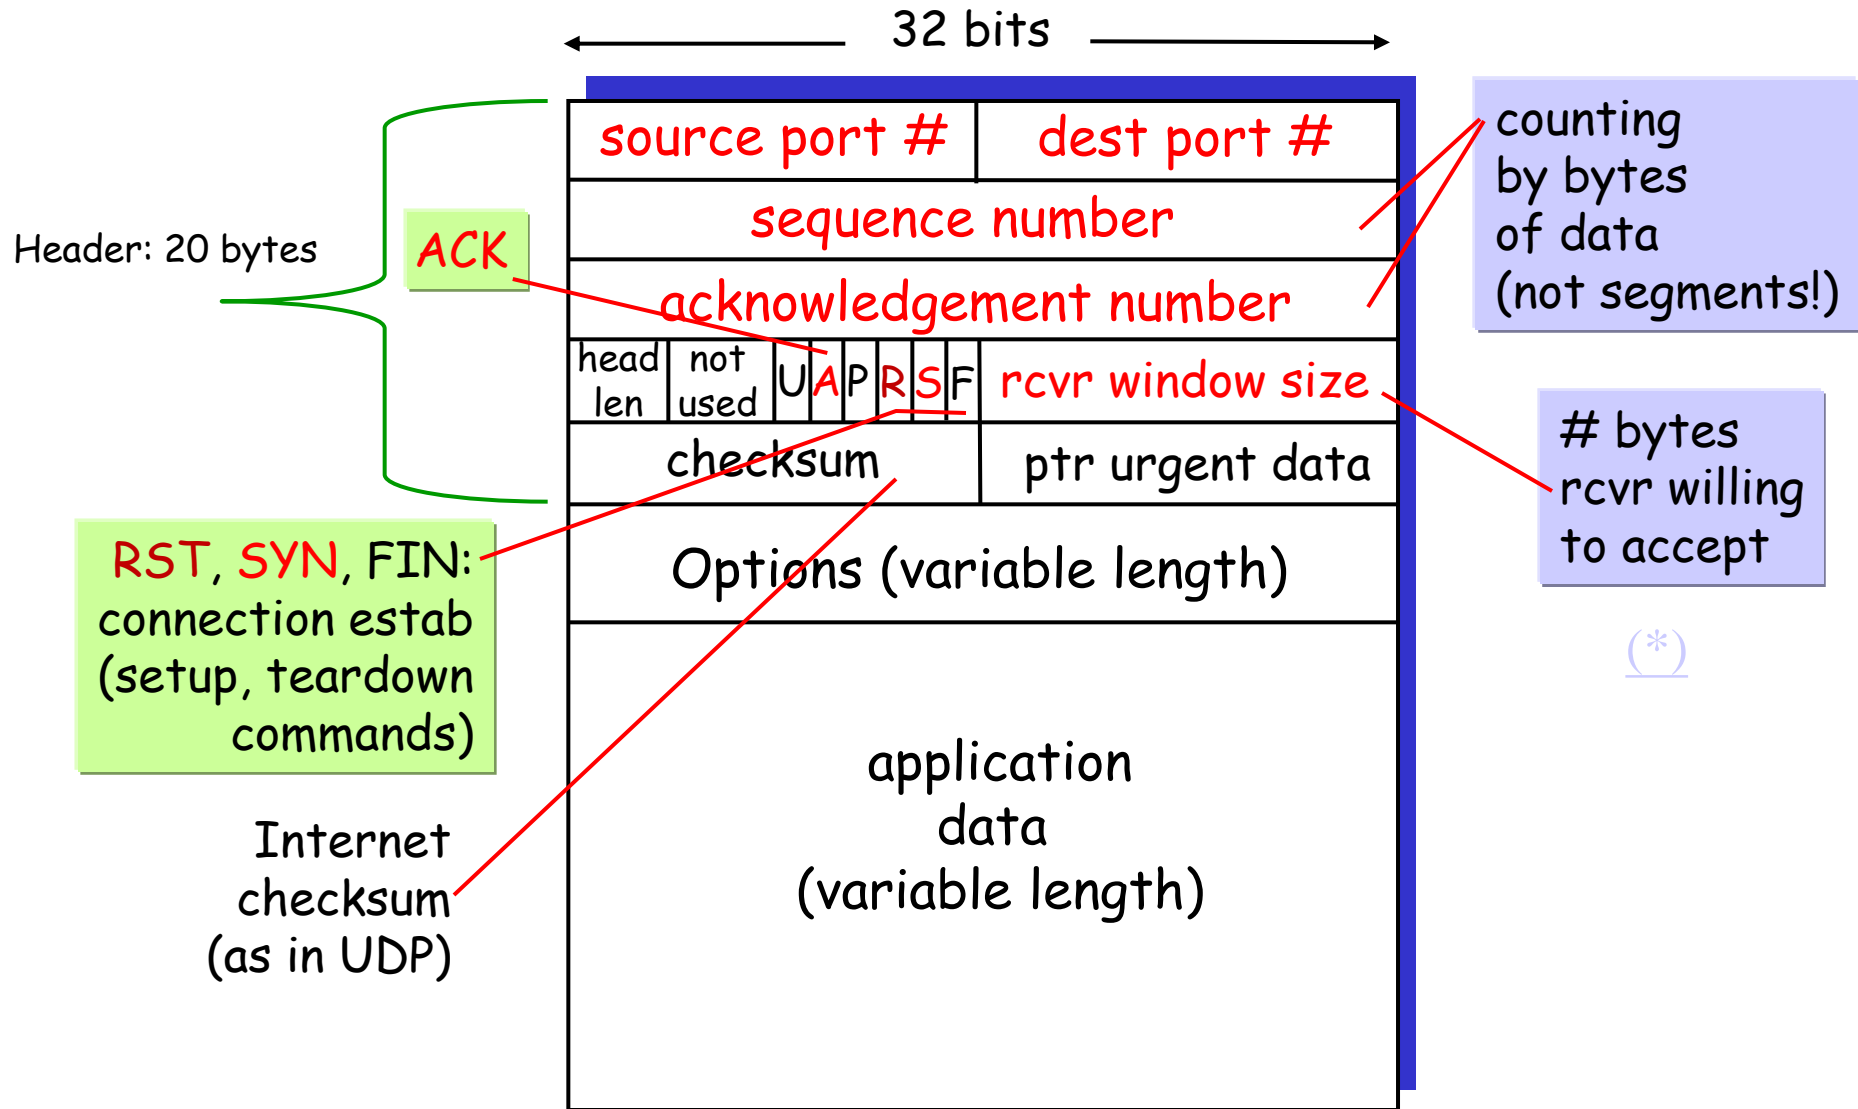 32 bits
source port #
dest port #
sequence number
acknowledgement number
head
len
not
used
U
A
P
R
S
F
rcvr window size
checksum
ptr urgent data
Options (variable length)
application
data
(variable length)
Header: 20 bytes
ACK
RST, SYN, FIN:
connection estab
(setup, teardown
commands)
Internet
checksum
(as in UDP)
counting
by bytes
of data
(not segments!)
# bytes
rcvr willing
to accept
(*)